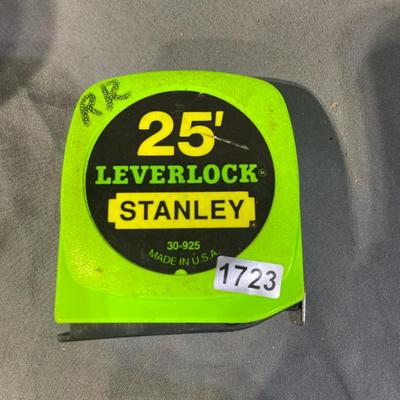 RR
25'
LEVERLOCK®
STANLEY®
30-925
MADE IN U.S.A.
1723